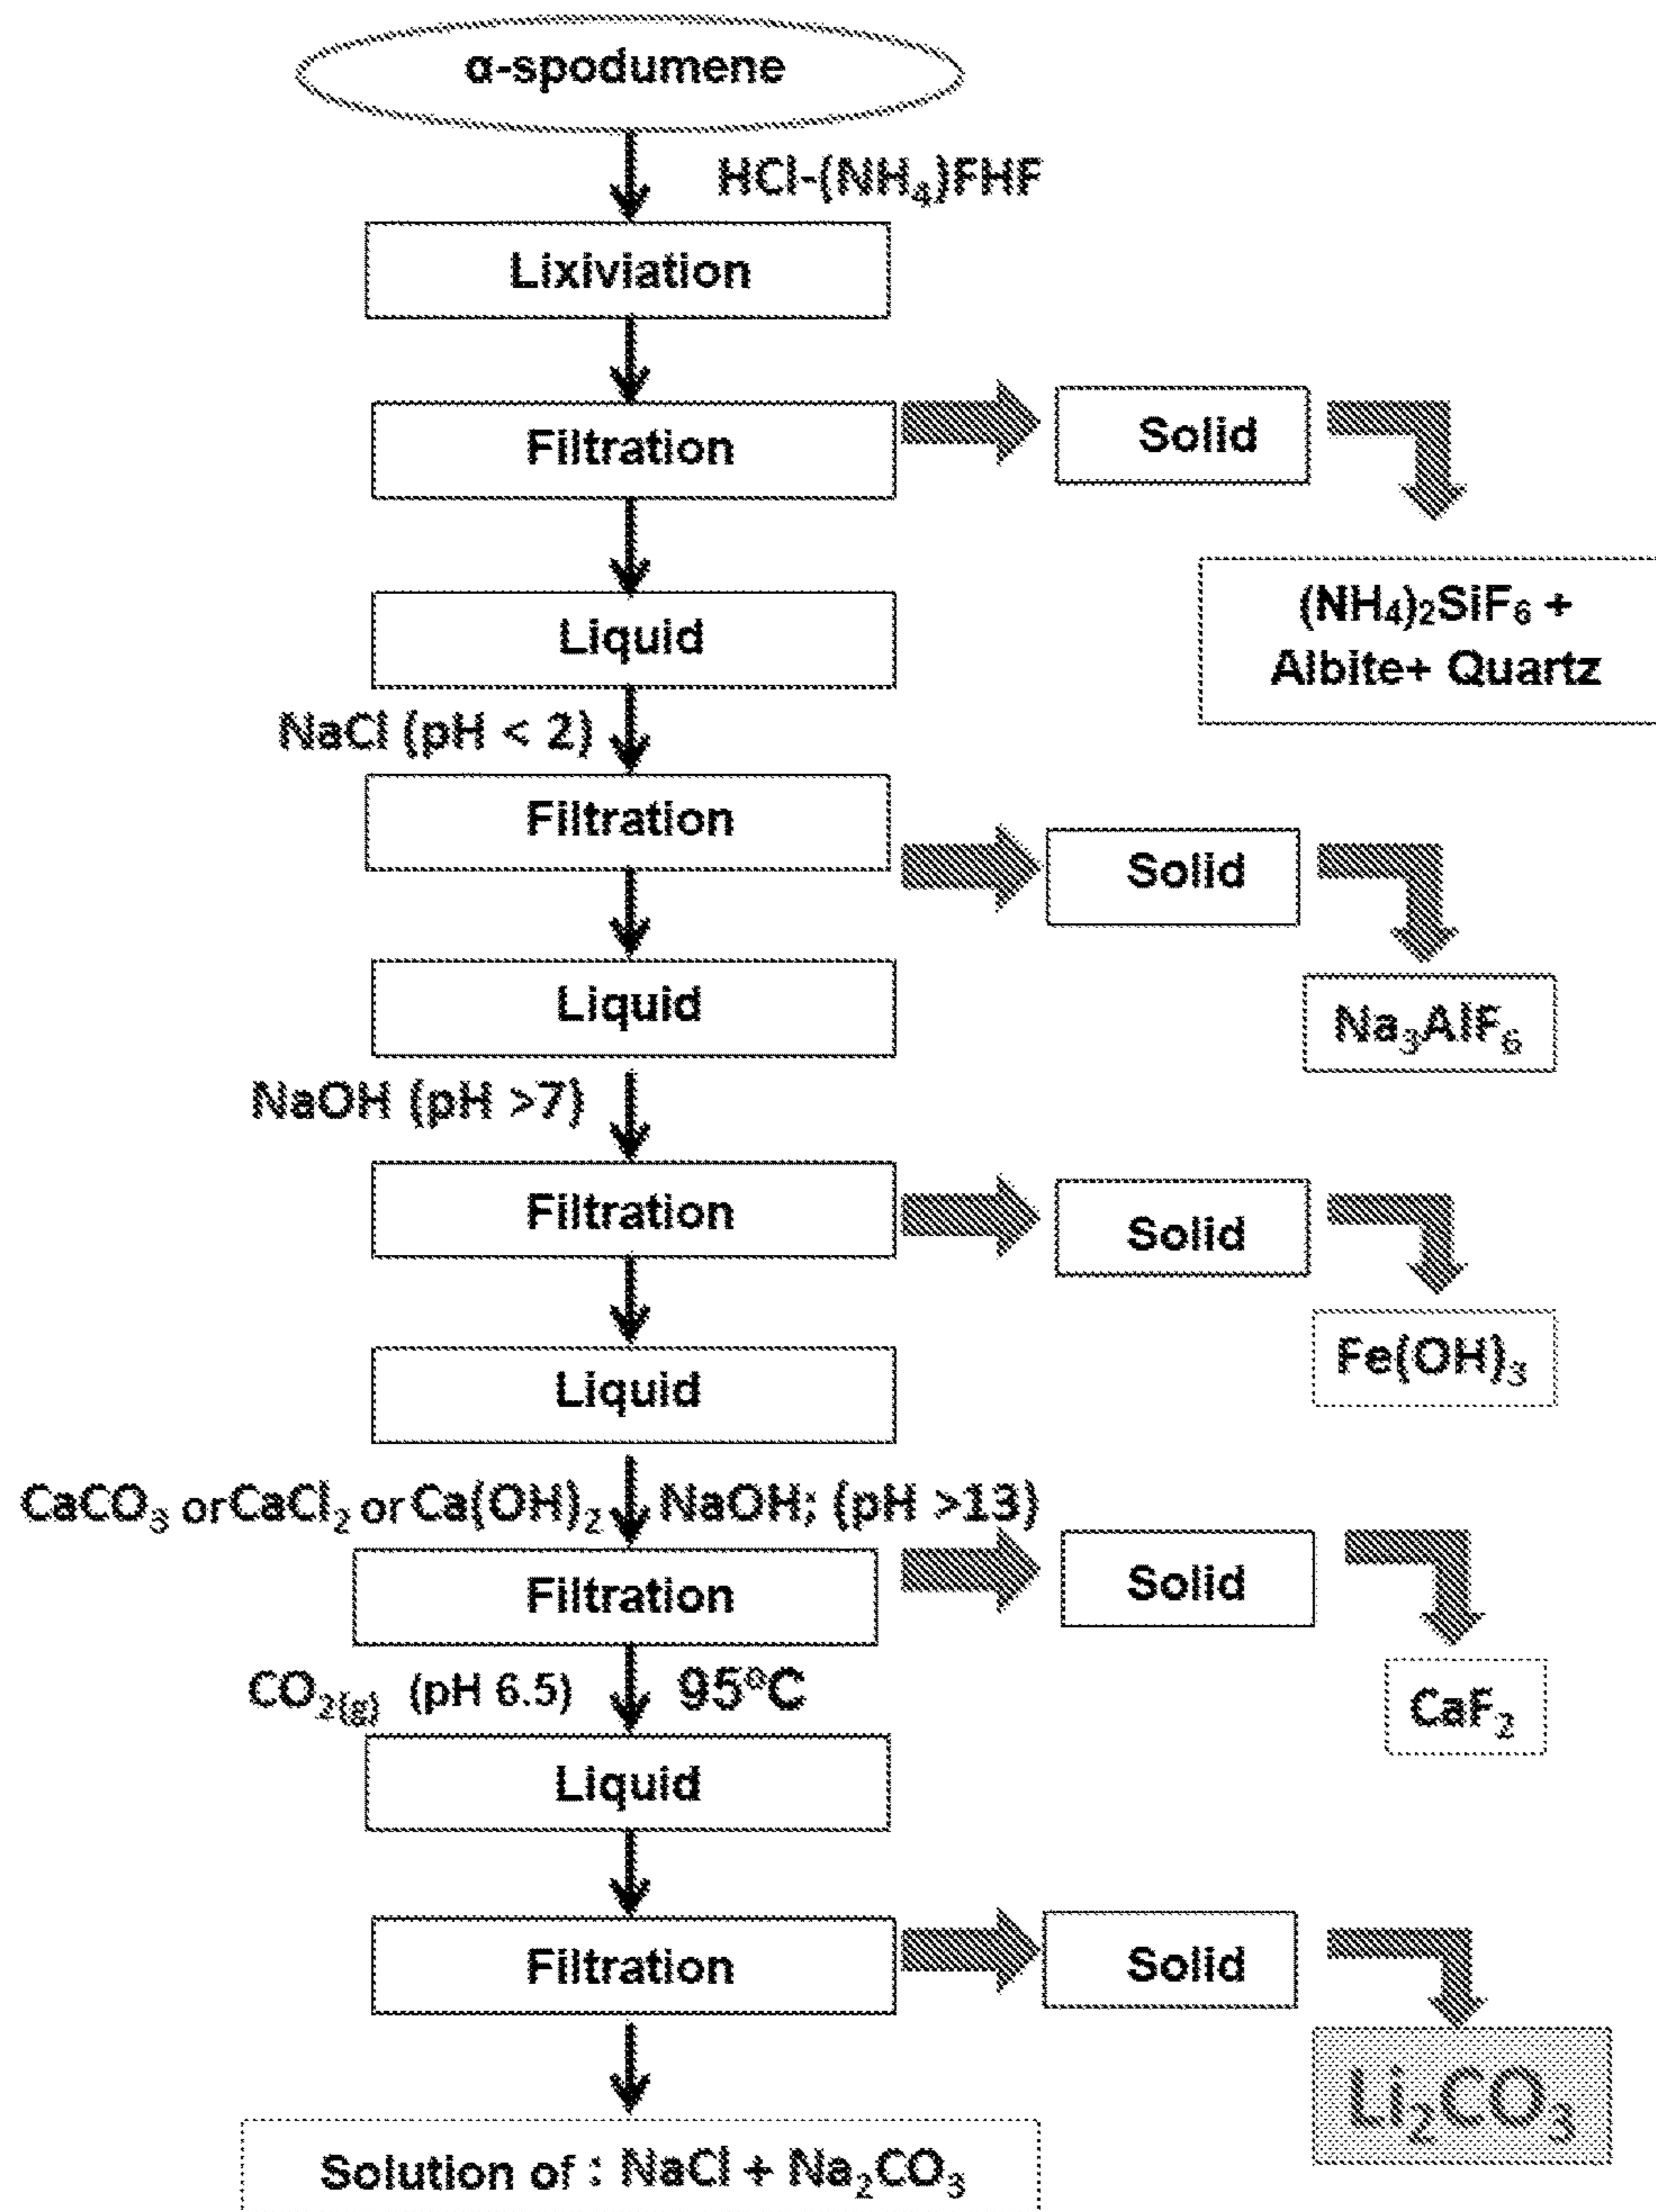 α-spodumene
HCl-(NH₄)FHF
Lixiviation
Filtration
Solid
(NH₄)₂SiF₆ +
Albite+ Quartz
Liquid
NaCl (pH < 2)
Filtration
Solid
Na₃AlF₆
Liquid
NaOH (pH >7)
Filtration
Solid
Fe(OH)₃
Liquid
CaCO₃ orCaCl₂ or Ca(OH)₂ NaOH; (pH >13)
Filtration
Solid
CaF₂
CO₂₍g₎ (pH 6.5) 95°C
Liquid
Filtration
Solid
Li₂CO₃
Solution of : NaCl + Na₂CO₃